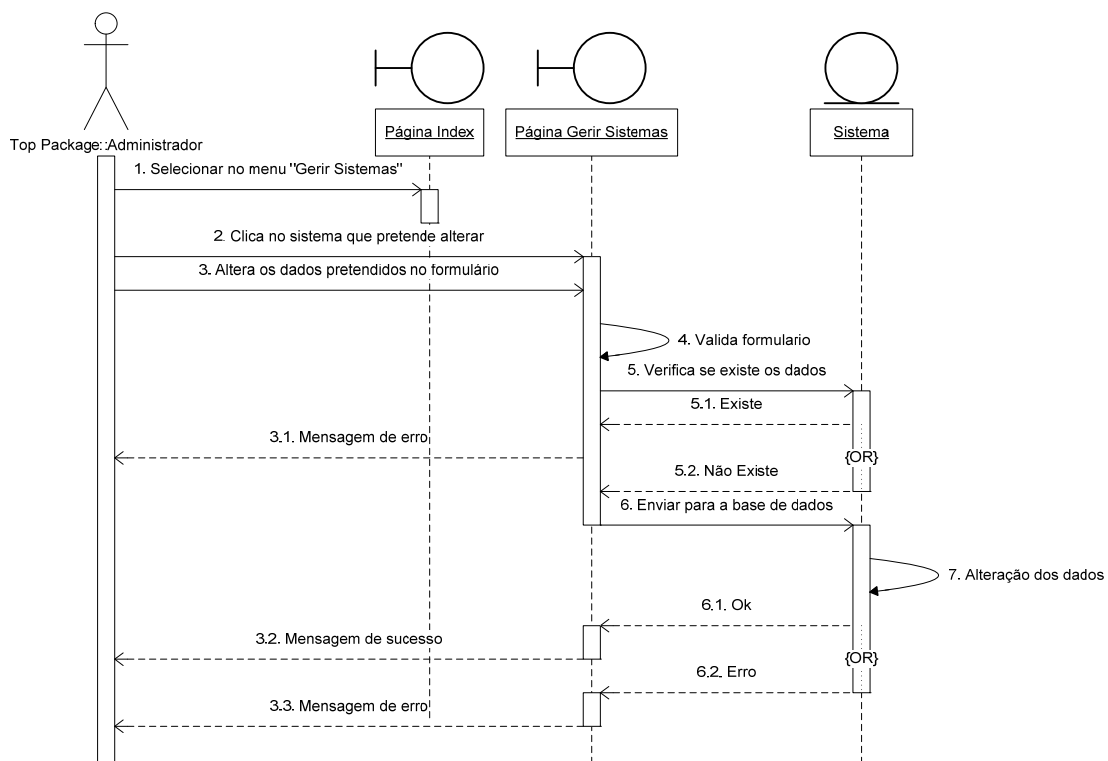 Página Index
Página Gerir Sistemas
Sistema
Top Package::Administrador
1. Selecionar no menu "Gerir Sistemas"
2. Clica no sistema que pretende alterar
3. Altera os dados pretendidos no formulário
4. Valida formulario
5. Verifica se existe os dados
5.1. Existe
3.1. Mensagem de erro
{OR}
5.2. Não Existe
6. Enviar para a base de dados
7. Alteração dos dados
6.1. Ok
3.2. Mensagem de sucesso
{OR}
6.2. Erro
3.3. Mensagem de erro